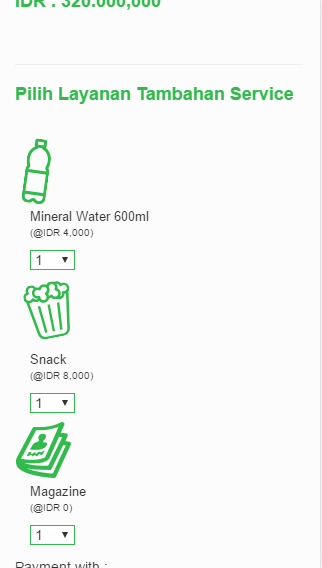 IDR : 320.000,000
Pilih Layanan Tambahan Service
Mineral Water 600ml
(@IDR 4,000)
1
Snack
(@IDR 8,000)
1
Magazine
(@IDR 0)
1
Payment with :